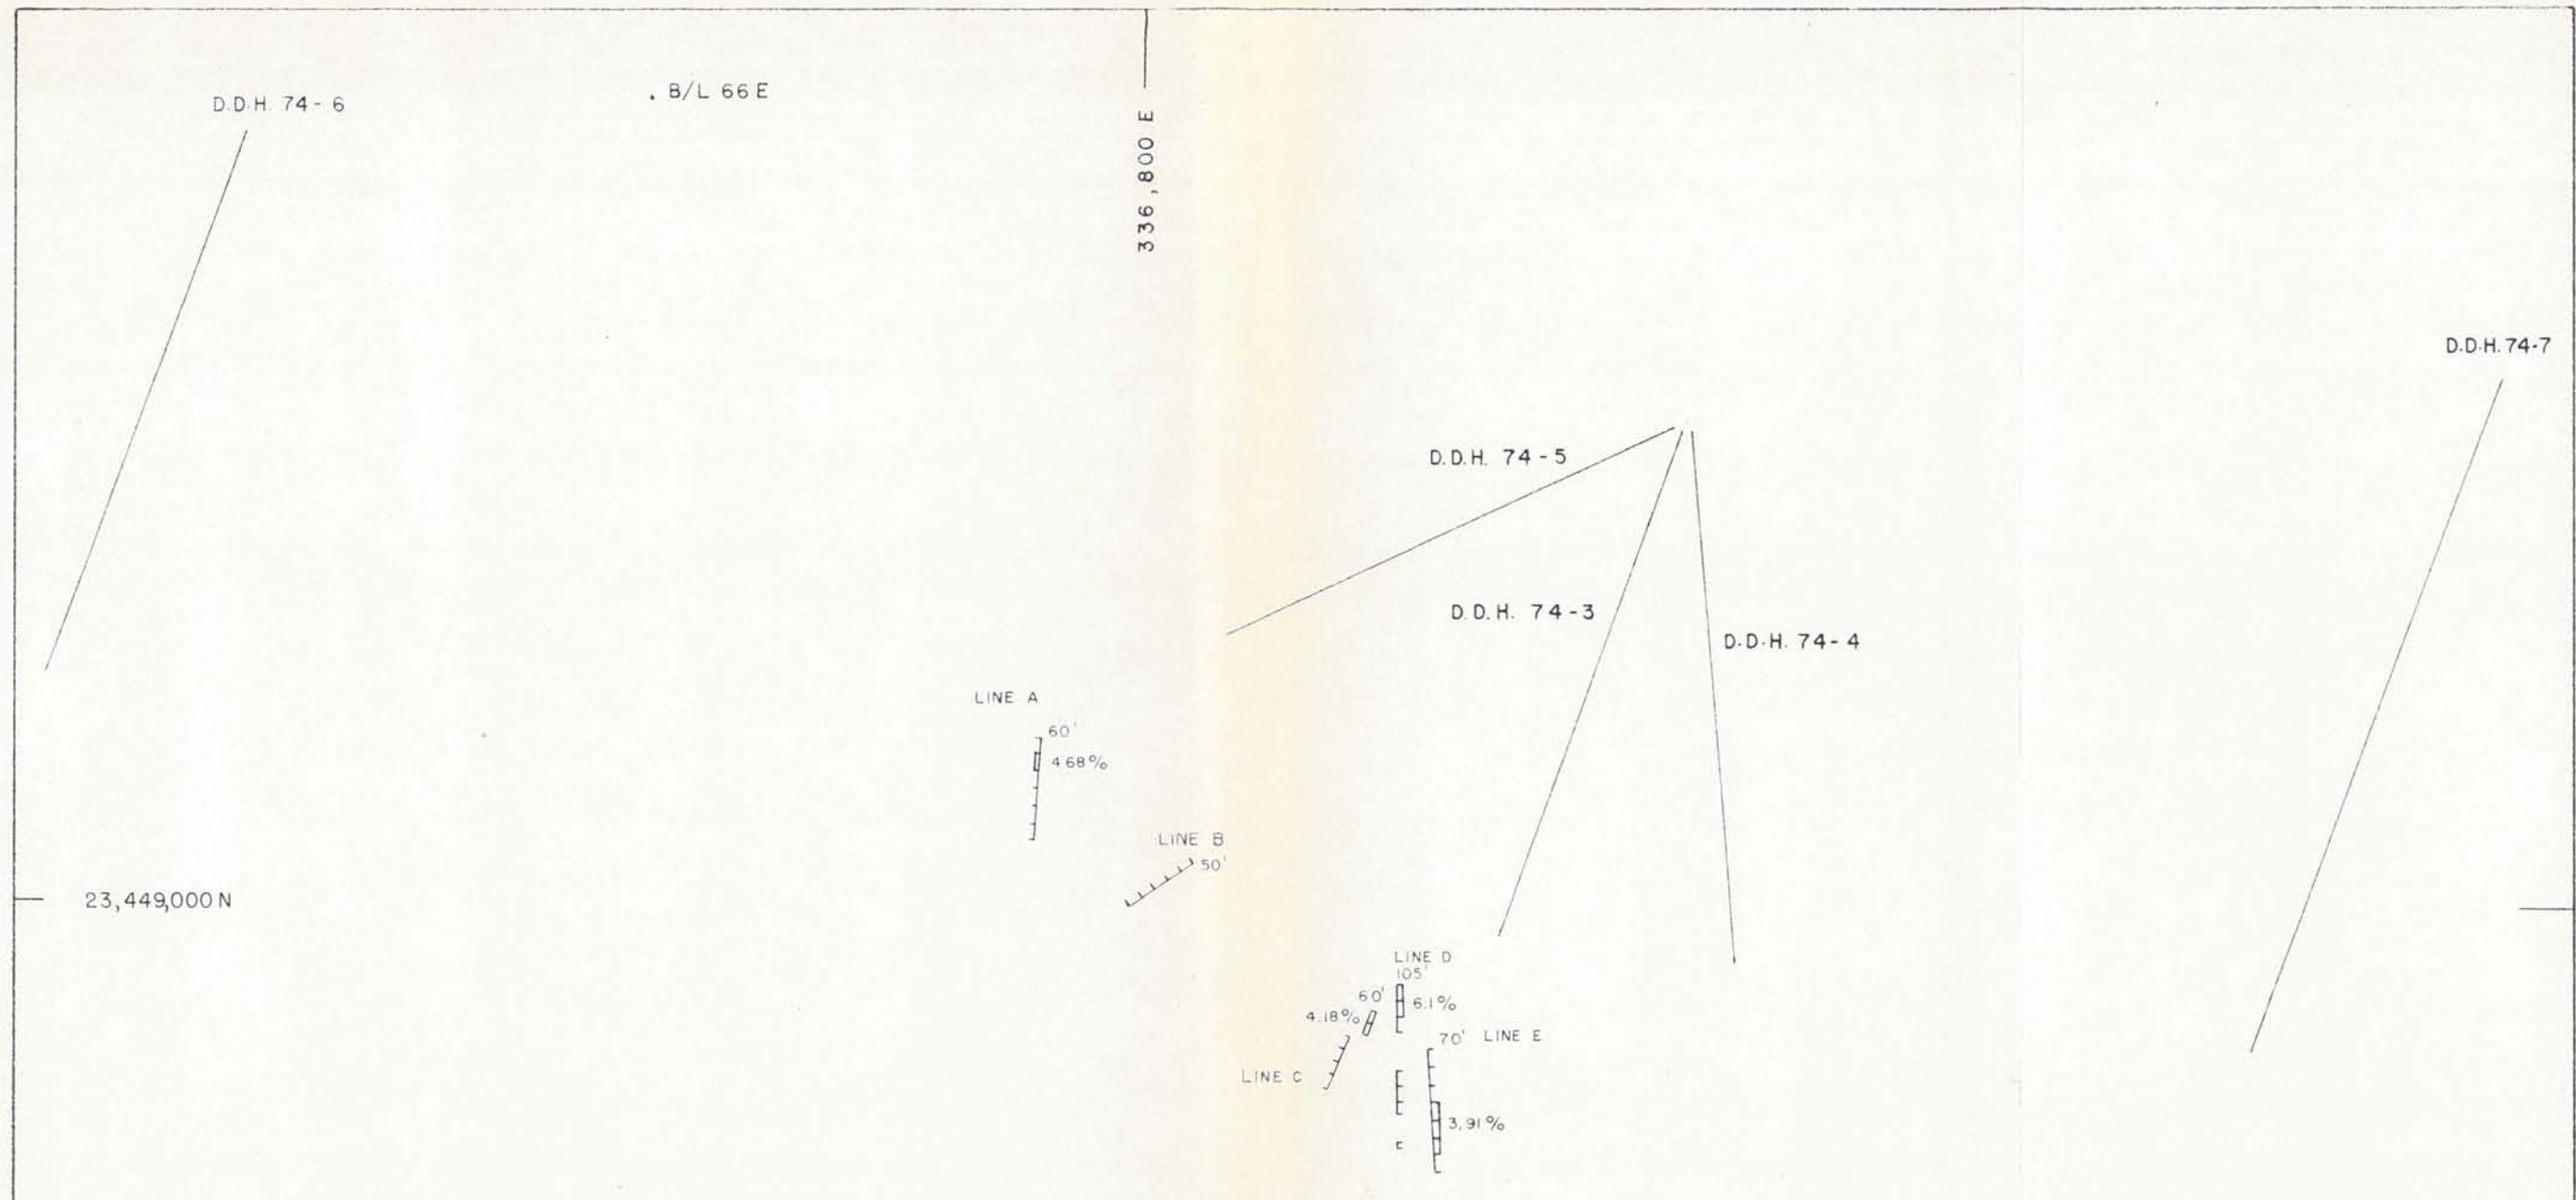 D.D.H. 74-6
. B/L 66 E
336,800 E
D.D.H. 74-7
D.D.H. 74-5
D.D.H. 74-3
D.D.H. 74-4
LINE A
60'
4.68%
LINE B
50'
23,449,000 N
LINE D
105'
60'
6.1%
4.18%
70' LINE E
LINE C
3.91%